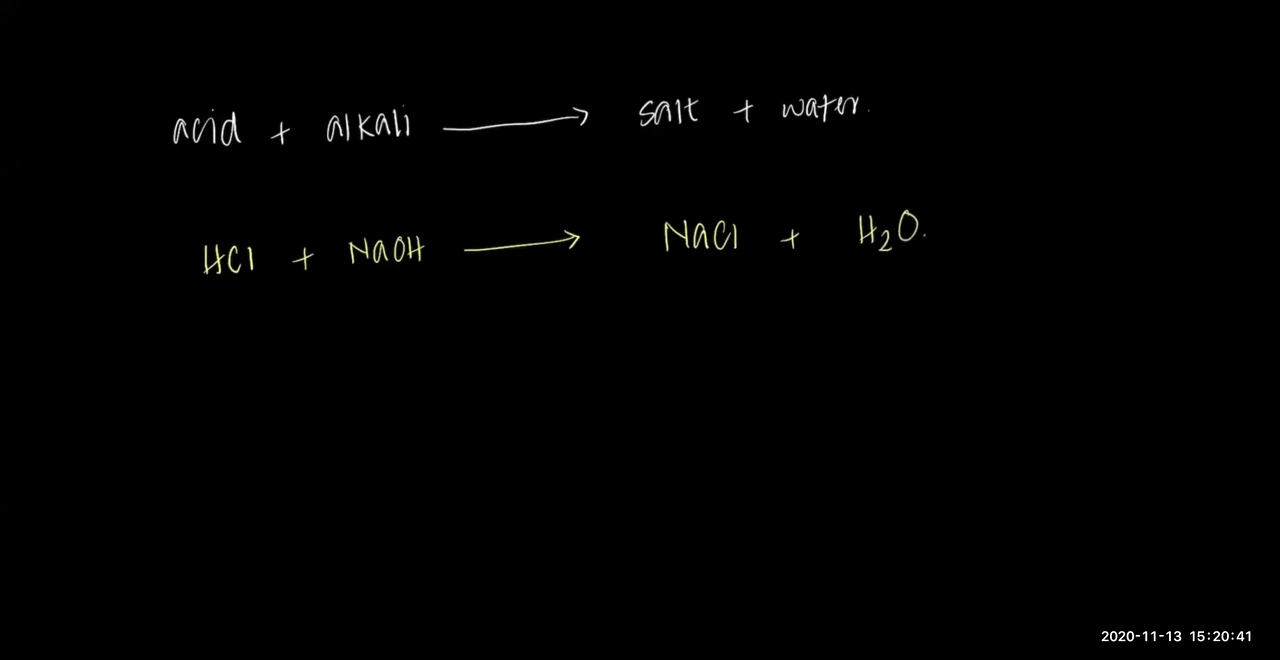 acid + alkali ⟶ salt + water.
HCl + NaOH ⟶ NaCl + H₂O.
2020-11-13 15:20:41